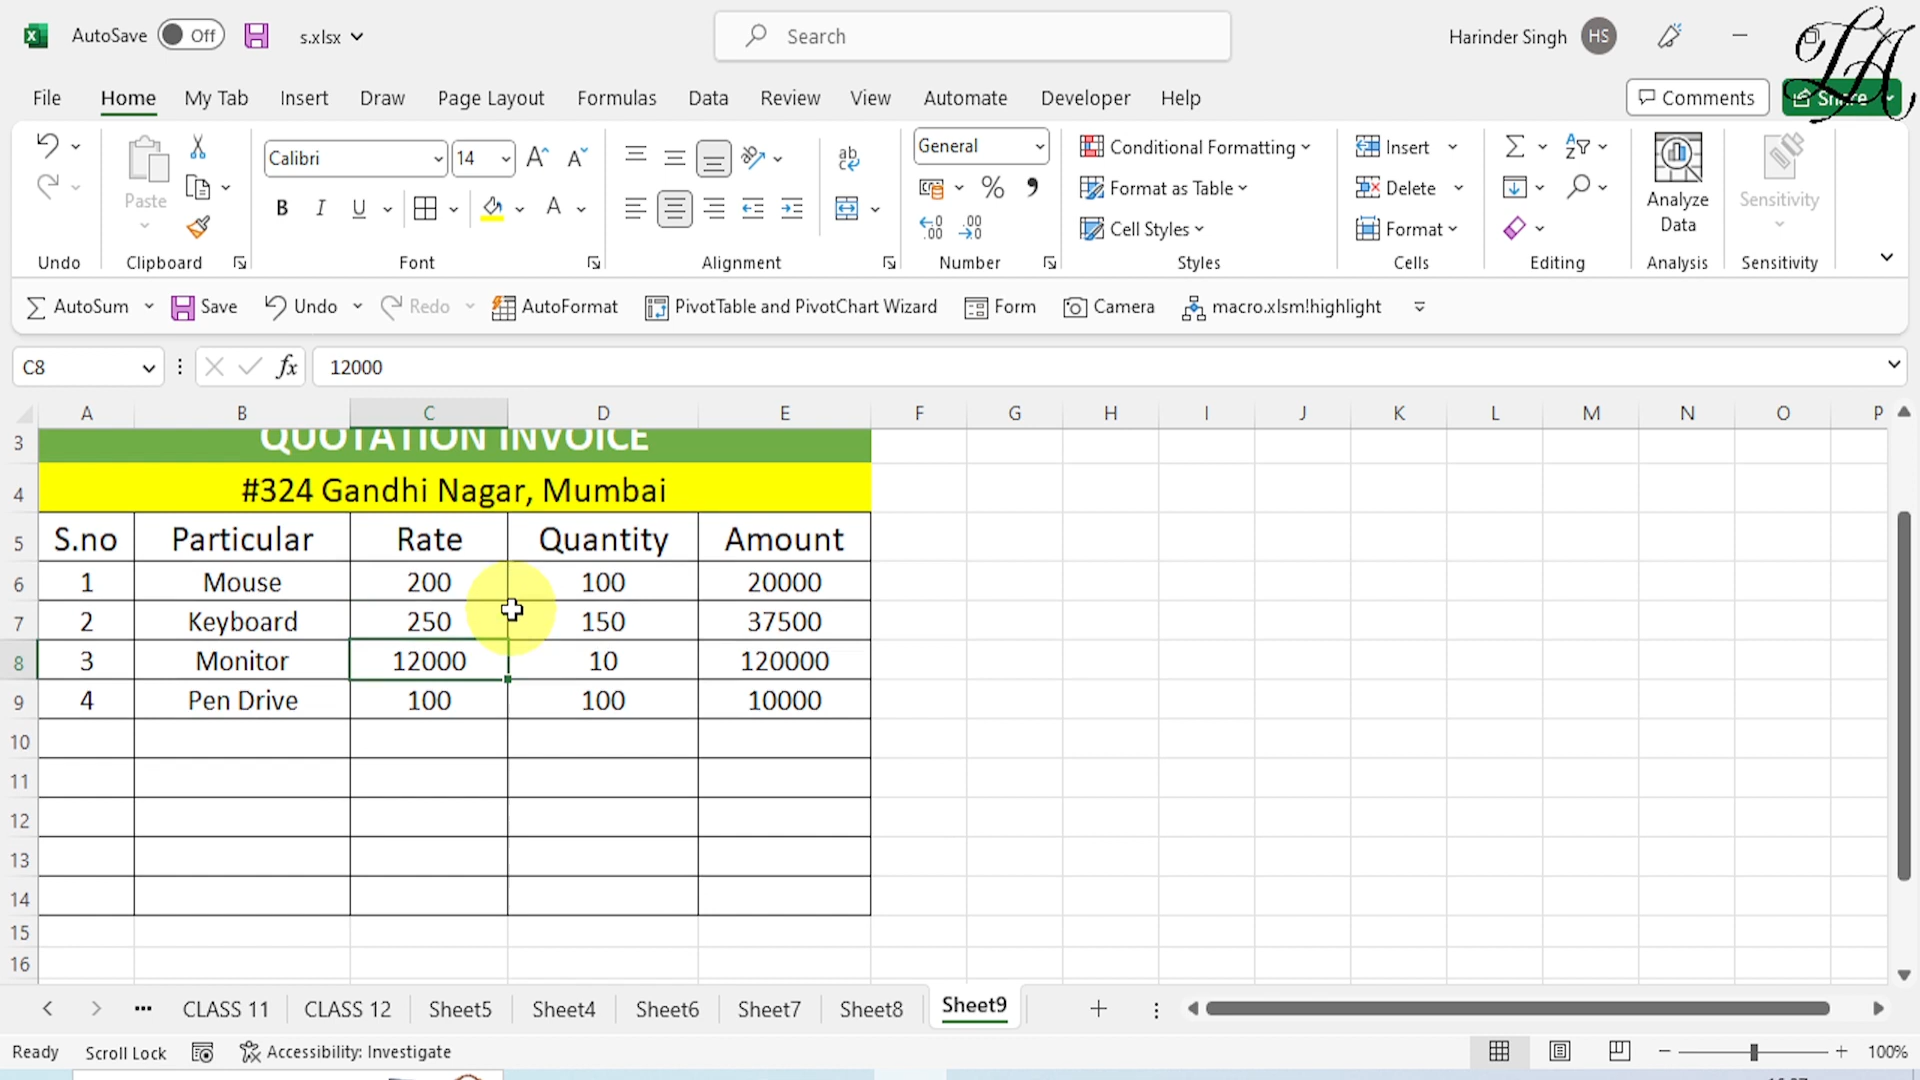 AutoSave Off s.xlsx Search Harinder Singh HS
File Home My Tab Insert Draw Page Layout Formulas Data Review View Automate Developer Help Comments Share
LA
Paste Calibri 14 General Conditional Formatting Insert
Format as Table Delete
Cell Styles Format
Analyze Data Sensitivity
Undo Clipboard Font Alignment Number Styles Cells Editing Analysis Sensitivity
AutoSum Save Undo Redo AutoFormat PivotTable and PivotChart Wizard Form Camera macro.xlsm!highlight
C8 fx 12000
A B C D E F G H I J K L M N O P
3 QUOTATION INVOICE
4 #324 Gandhi Nagar, Mumbai
5 S.no Particular Rate Quantity Amount
6 1 Mouse 200 100 20000
7 2 Keyboard 250 150 37500
8 3 Monitor 12000 10 120000
9 4 Pen Drive 100 100 10000
10
11
12
13
14
15
16
CLASS 11 CLASS 12 Sheet5 Sheet4 Sheet6 Sheet7 Sheet8 Sheet9
Ready Scroll Lock Accessibility: Investigate 100%